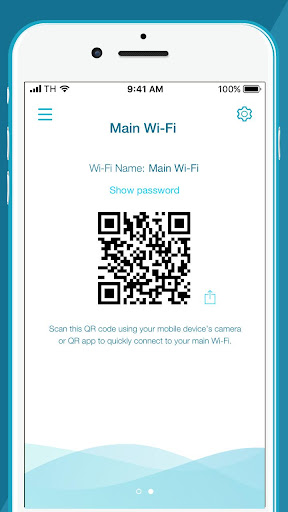 TH 9:41 AM 100%
Main Wi-Fi
Wi-Fi Name: Main Wi-Fi
Show password
Scan this QR code using your mobile device's camera
or QR app to quickly connect to your main Wi-Fi.